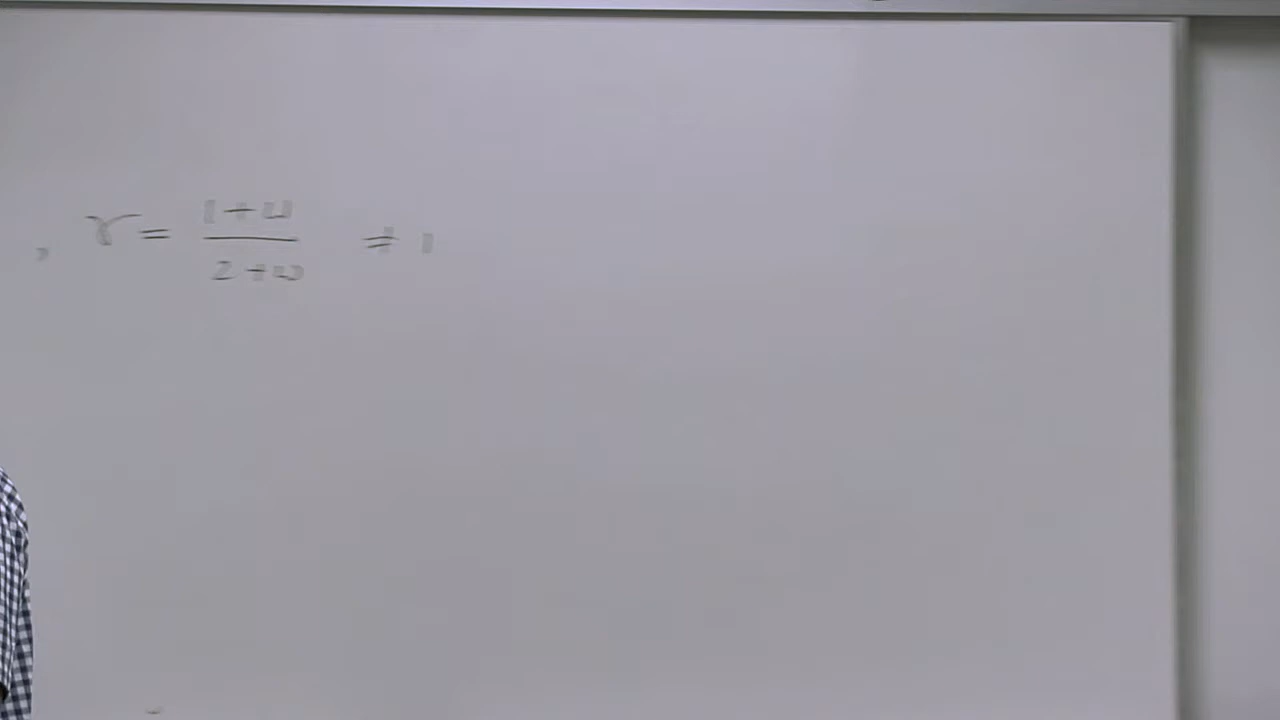 , γ = (1+ω)/(2+ω) ≠ 1